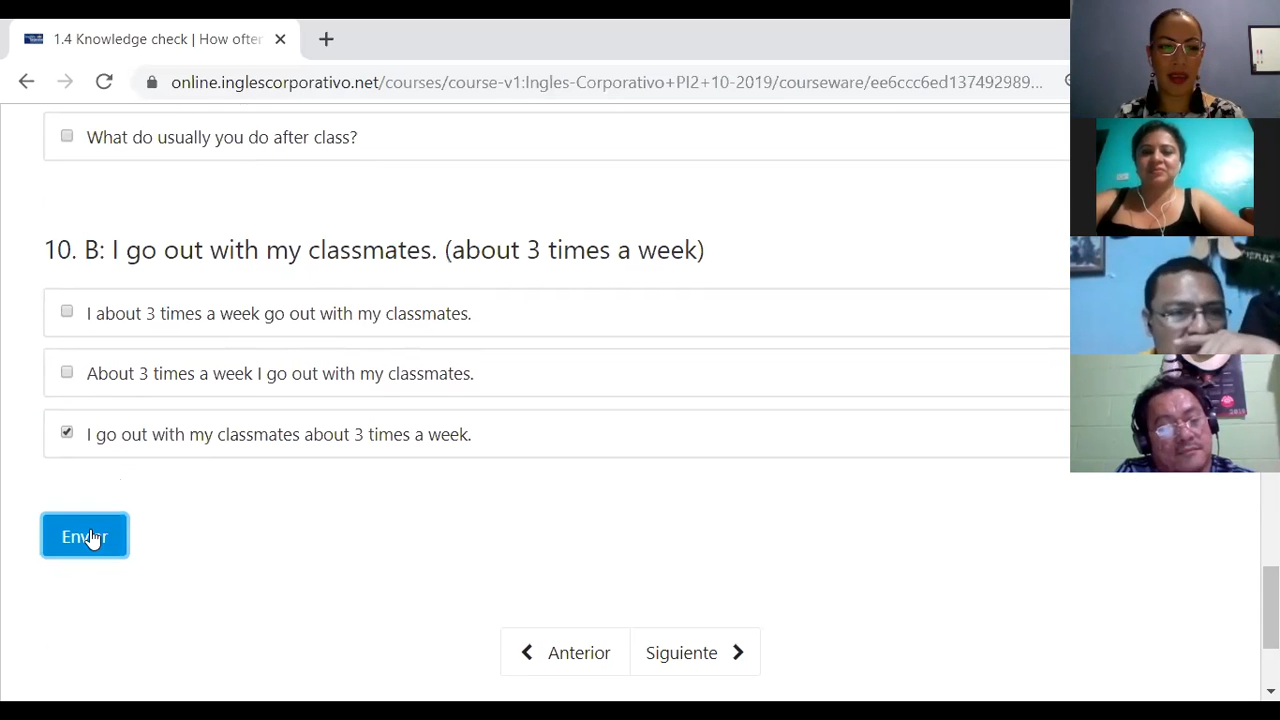 1.4 Knowledge check | How ofter
online.inglescorporativo.net/courses/course-v1:Ingles-Corporativo+PI2+10-2019/courseware/ee6ccc6ed137492989...
What do usually you do after class?
10. B: I go out with my classmates. (about 3 times a week)
I about 3 times a week go out with my classmates.
About 3 times a week I go out with my classmates.
I go out with my classmates about 3 times a week.
Enviar
Anterior
Siguiente
2019